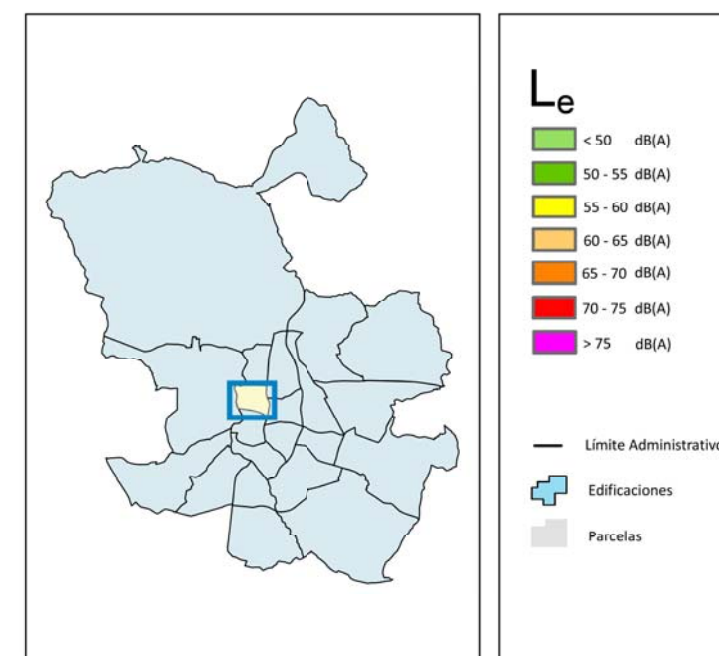 Le
< 50 dB(A)
50 - 55 dB(A)
55 - 60 dB(A)
60 - 65 dB(A)
65 - 70 dB(A)
70 - 75 dB(A)
> 75 dB(A)
Límite Administrativo
Edificaciones
Parcelas